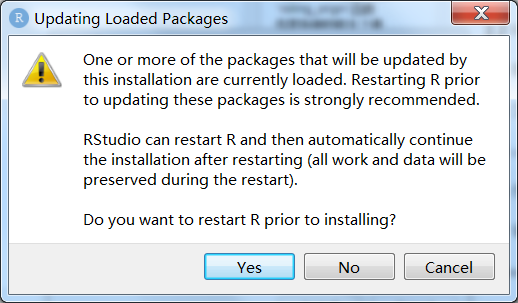 R Updating Loaded Packages
One or more of the packages that will be updated by
this installation are currently loaded. Restarting R prior
to updating these packages is strongly recommended.
RStudio can restart R and then automatically continue
the installation after restarting (all work and data will be
preserved during the restart).
Do you want to restart R prior to installing?
Yes No Cancel